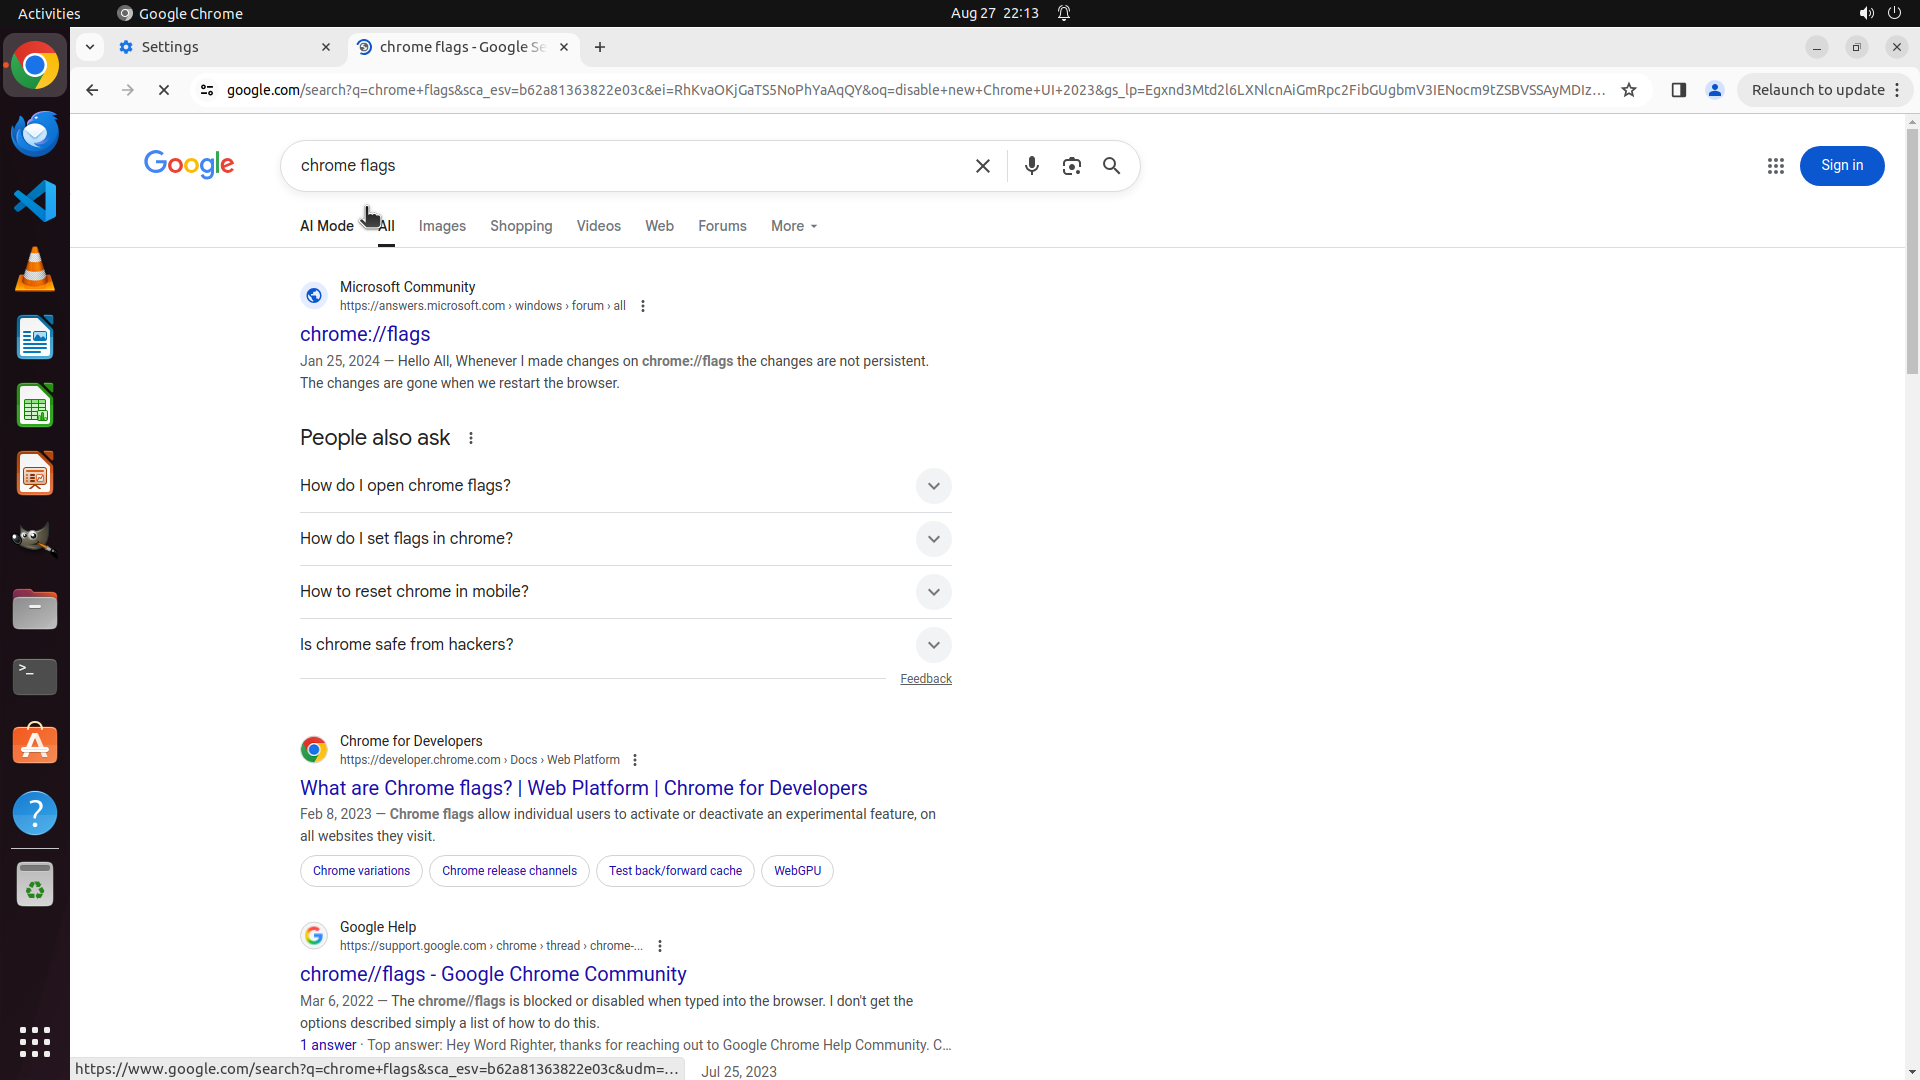 Activities
Google Chrome
Aug 27 22:13
Settings
chrome flags - Google Se
google.com/search?q=chrome+flags&sca_esv=b62a81363822e03c&ei=RhKvaOKjGaTS5NoPhYaAqQY&oq=disable+new+Chrome+UI+2023&gs_lp=Egxnd3Mtd2l6LXNlcnAiGmRpc2FibGUgbmV3IENocm9tZSBVSSAyMDIz...
Relaunch to update
Google
chrome flags
Sign in
AI Mode
All
Images
Shopping
Videos
Web
Forums
More
Microsoft Community
https://answers.microsoft.com › windows › forum › all
chrome://flags
Jan 25, 2024 — Hello All, Whenever I made changes on chrome://flags the changes are not persistent.
The changes are gone when we restart the browser.
People also ask
How do I open chrome flags?
How do I set flags in chrome?
How to reset chrome in mobile?
Is chrome safe from hackers?
Feedback
Chrome for Developers
https://developer.chrome.com › Docs › Web Platform
What are Chrome flags? | Web Platform | Chrome for Developers
Feb 8, 2023 — Chrome flags allow individual users to activate or deactivate an experimental feature, on
all websites they visit.
Chrome variations
Chrome release channels
Test back/forward cache
WebGPU
Google Help
https://support.google.com › chrome › thread › chrome-...
chrome//flags - Google Chrome Community
Mar 6, 2022 — The chrome//flags is blocked or disabled when typed into the browser. I don't get the
options described simply a list of how to do this.
1 answer · Top answer: Hey Word Righter, thanks for reaching out to Google Chrome Help Community. C...
https://www.google.com/search?q=chrome+flags&sca_esv=b62a81363822e03c&udm=...
Jul 25, 2023